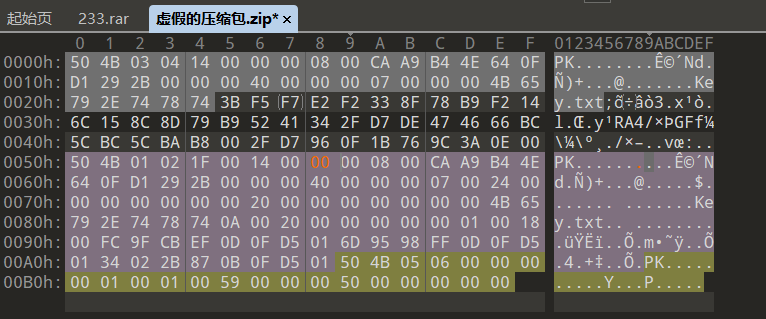 起始页 233.rar 虚假的压缩包.zip* ×
0 1 2 3 4 5 6 7 8 9 A B C D E F 0123456789ABCDEF
0000h: 50 4B 03 04 14 00 00 00 08 00 CA A9 B4 4E 64 0F PK........Ê©´Nd.
0010h: D1 29 2B 00 00 00 40 00 00 00 07 00 00 00 4B 65 Ñ)+...@.......Ke
0020h: 79 2E 74 78 74 3B F5 F7 E2 F2 33 8F 78 B9 F2 14 y.txt;õ÷âò3.x¹ò.
0030h: 6C 15 8C 8D 79 B9 52 41 34 2F D7 DE 47 46 66 BC l.Œ.y¹RA4/×ÞGFf¼
0040h: 5C BC 5C BA B8 00 2F D7 96 0F 1B 76 9C 3A 0E 00 \¼\º¸./×–..vœ:..
0050h: 50 4B 01 02 1F 00 14 00 00 00 08 00 CA A9 B4 4E PK..........Ê©´N
0060h: 64 0F D1 29 2B 00 00 00 40 00 00 00 07 00 24 00 d.Ñ)+...@.....$.
0070h: 00 00 00 00 00 00 20 00 00 00 00 00 00 00 4B 65 ...... .......Ke
0080h: 79 2E 74 78 74 0A 00 20 00 00 00 00 00 01 00 18 y.txt.. ........
0090h: 00 FC 9F CB EF 0D 0F D5 01 6D 95 98 FF 0D 0F D5 .üŸËï..Õ.m•˜ÿ..Õ
00A0h: 01 34 02 2B 87 0B 0F D5 01 50 4B 05 06 00 00 00 .4.+‡..Õ.PK.....
00B0h: 00 01 00 01 00 59 00 00 00 50 00 00 00 00 00 .....Y...P.....